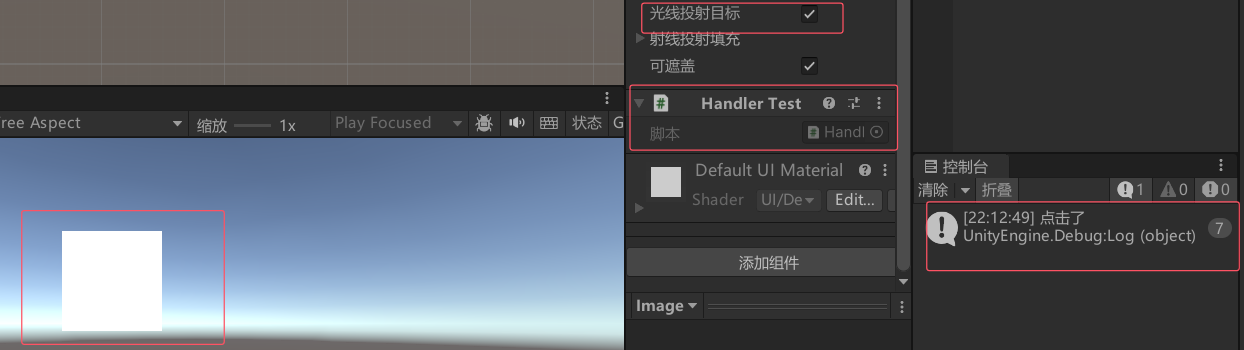 光线投射目标
射线投射填充
可遮盖
Handler Test
脚本
Handl
Default UI Material
Shader
UI/De
Edit...
添加组件
Image
ree Aspect
缩放
1x
Play Focused
状态
G
控制台
清除
折叠
1
0
0
[22:12:49] 点击了
UnityEngine.Debug:Log (object)
7